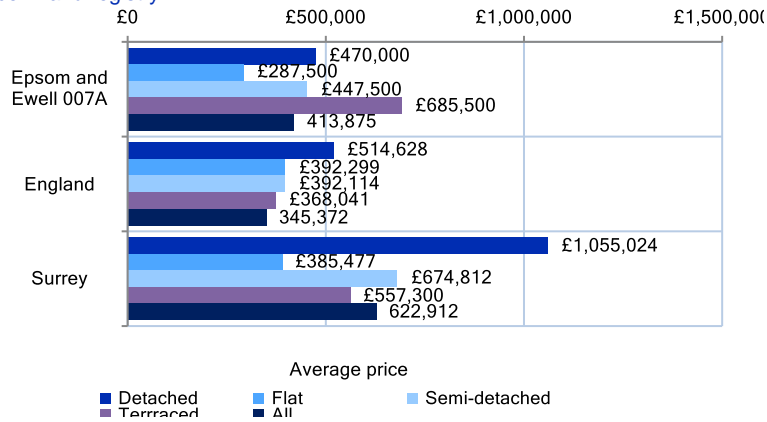 £0 £500,000 £1,000,000 £1,500,000
£470,000
Epsom and
£287,500
£447,500
Ewell 007A
£685,500
413,875
£514,628
£392,299
England
£392,114
£368,041
345,372
£1,055,024
£385,477
Surrey
£674,812
£557,300
622,912
Average price
Detached Flat Semi-detached
Terrraced All